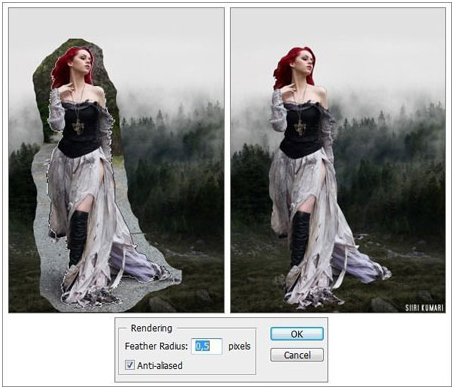 SIIRI KUMARI
Rendering
Feather Radius: 0,5 pixels
Anti-aliased
OK
Cancel